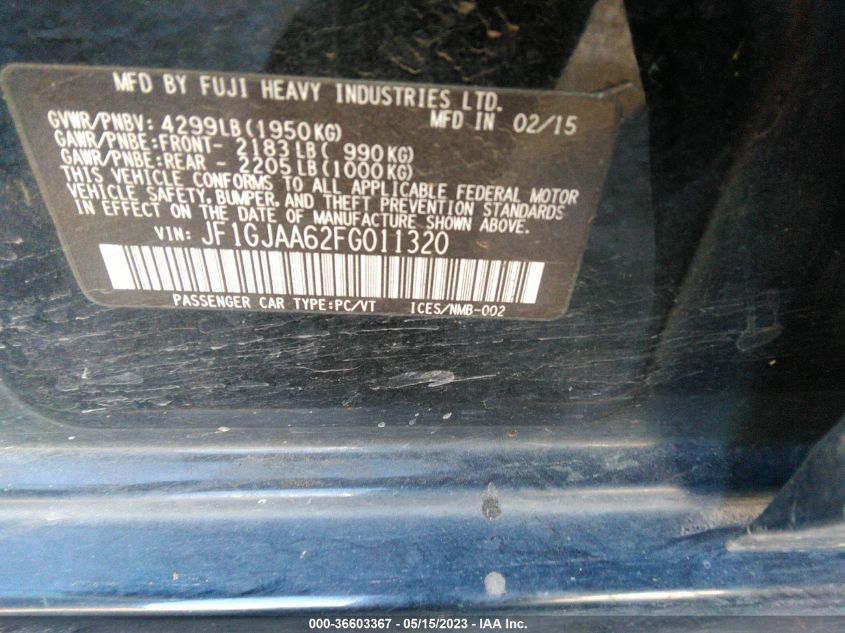 MFD BY FUJI HEAVY INDUSTRIES LTD.
GVWR/PNBV: 4299LB(1950KG) MFD IN 02/15
GAWR/PNBE:FRONT- 2183LB( 990KG)
GAWR/PNBE:REAR - 2205LB(1000KG)
THIS VEHICLE CONFORMS TO ALL APPLICABLE FEDERAL MOTOR
VEHICLE SAFETY, BUMPER, AND THEFT PREVENTION STANDARDS
IN EFFECT ON THE DATE OF MANUFACTURE SHOWN ABOVE.
VIN: JF1GJAA62FG011320
PASSENGER CAR TYPE:PC/VT ICES/NMB-002
000-36603367 - 05/15/2023 - IAA Inc.